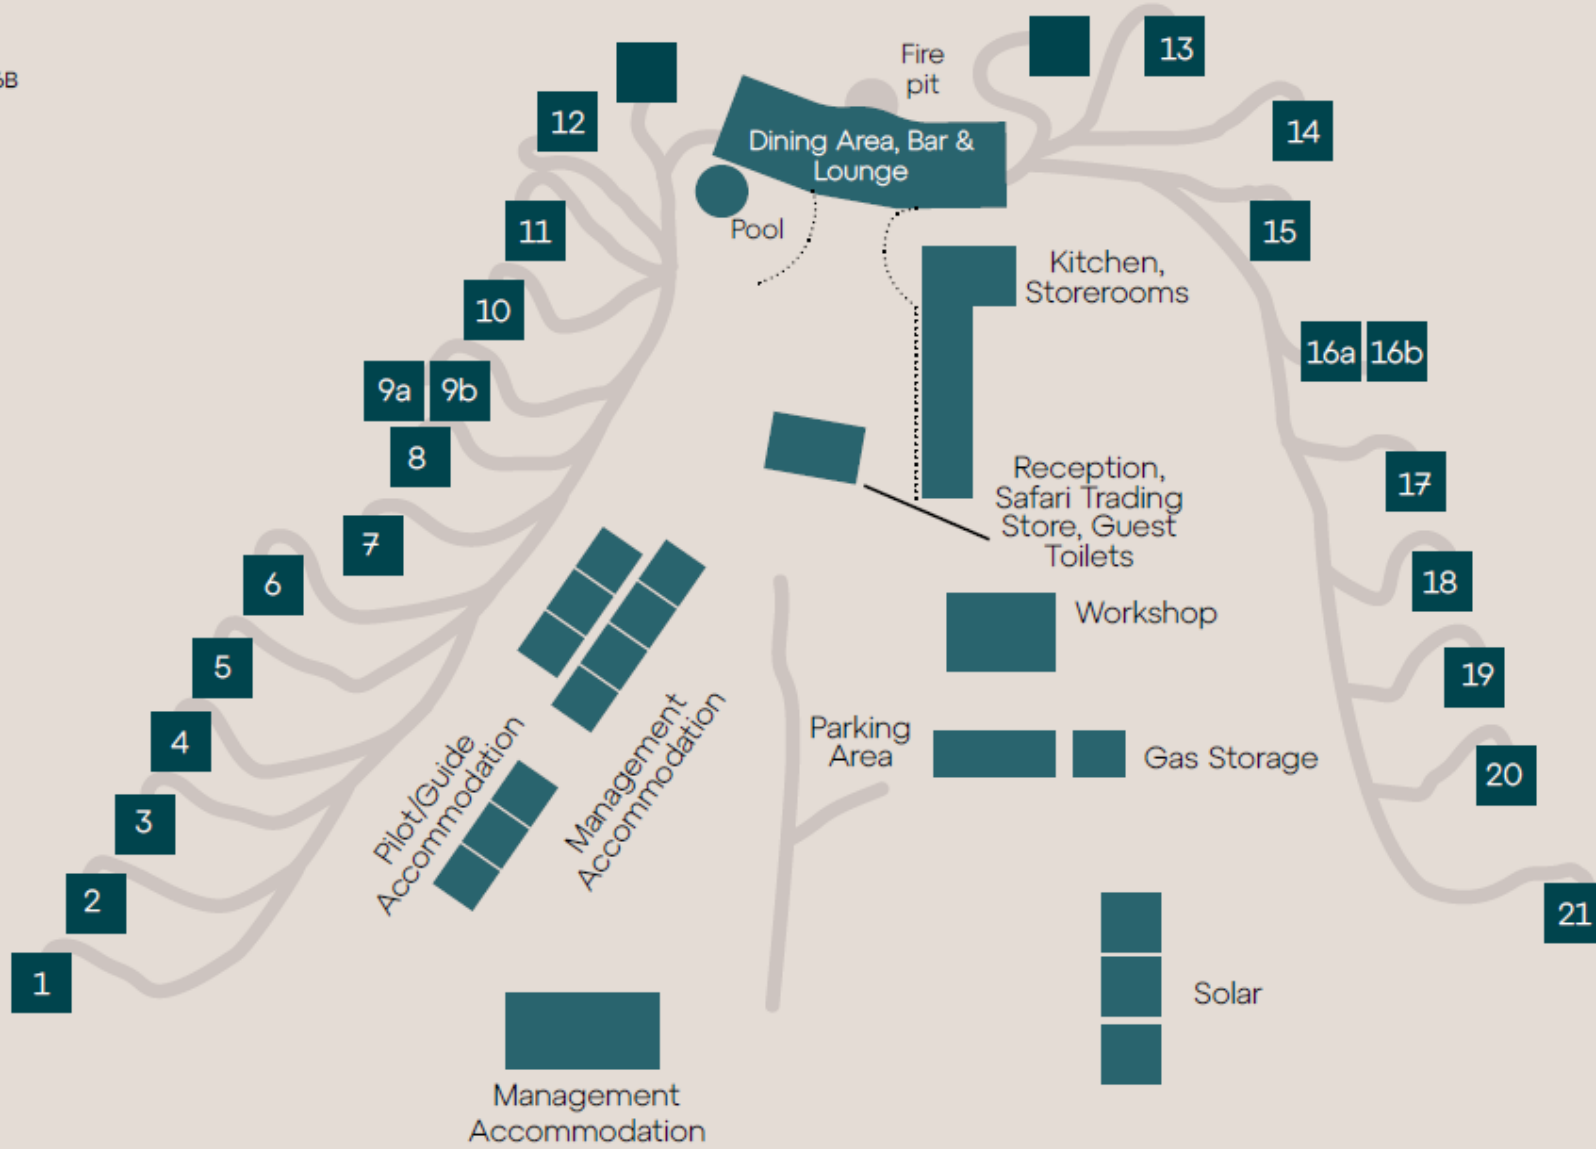 6B
Fire
pit
13
12
14
Dining Area, Bar &
Lounge
11
Pool
15
Kitchen,
Storerooms
10
16a
16b
9a
9b
8
Reception,
Safari Trading
Store, Guest
Toilets
17
7
6
18
Workshop
5
19
4
Parking
Area
Gas Storage
20
Pilot/Guide
Accommodation
Management
Accommodation
3
2
21
1
Solar
Management
Accommodation